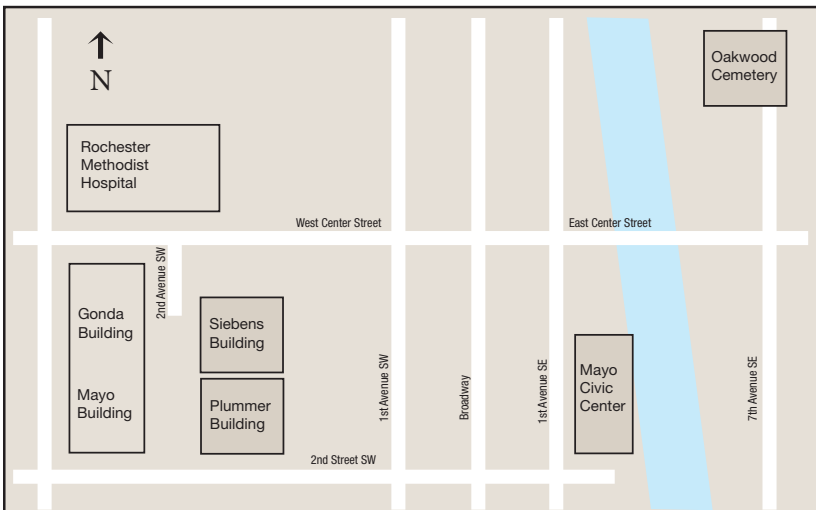 N
Oakwood
Cemetery
Rochester
Methodist
Hospital
West Center Street
East Center Street
2nd Avenue SW
Gonda
Building
Mayo
Building
Siebens
Building
Plummer
Building
1st Avenue SW
Broadway
1st Avenue SE
Mayo
Civic
Center
7th Avenue SE
2nd Street SW